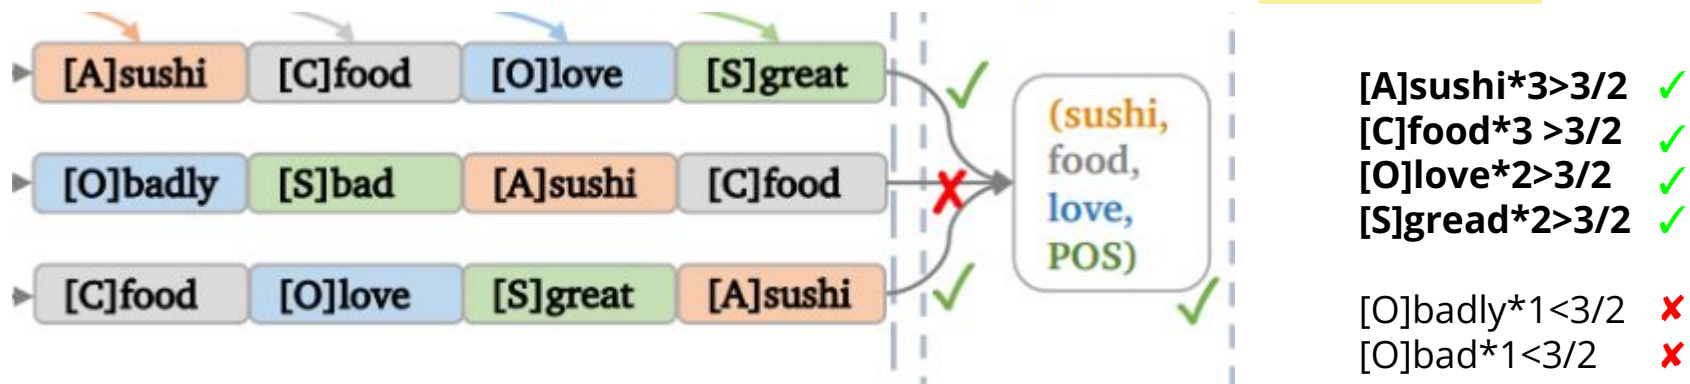 [A]sushi [C]food [O]love [S]great
[O]badly [S]bad [A]sushi [C]food
[C]food [O]love [S]great [A]sushi
(sushi,
food,
love,
POS)
[A]sushi*3>3/2 ✓
[C]food*3 >3/2 ✓
[O]love*2>3/2 ✓
[S]gread*2>3/2 ✓
[O]badly*1<3/2 ✘
[O]bad*1<3/2 ✘